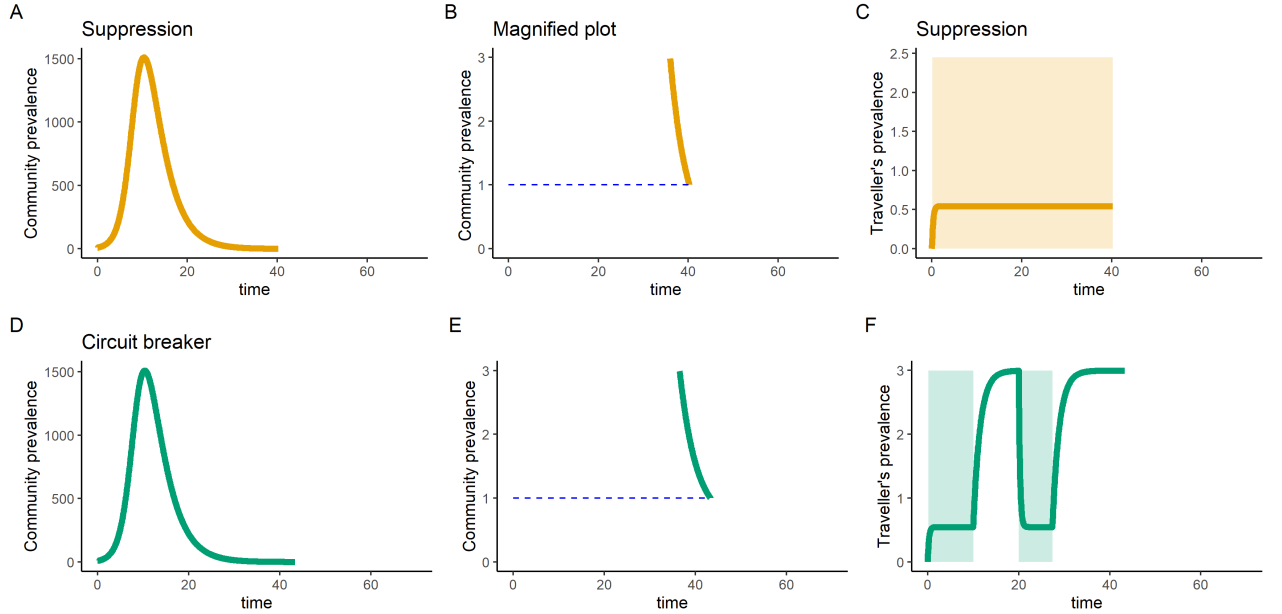 A
Suppression
Community prevalence
1500
1000
500
0
0 20 40 60
time
B
Magnified plot
Community prevalence
3
2
1
0
0 20 40 60
time
C
Suppression
Traveller's prevalence
2.5
2.0
1.5
1.0
0.5
0.0
0 20 40 60
time
D
Circuit breaker
Community prevalence
1500
1000
500
0
0 20 40 60
time
E
Community prevalence
3
2
1
0
0 20 40 60
time
F
Traveller's prevalence
3
2
1
0
0 20 40 60
time